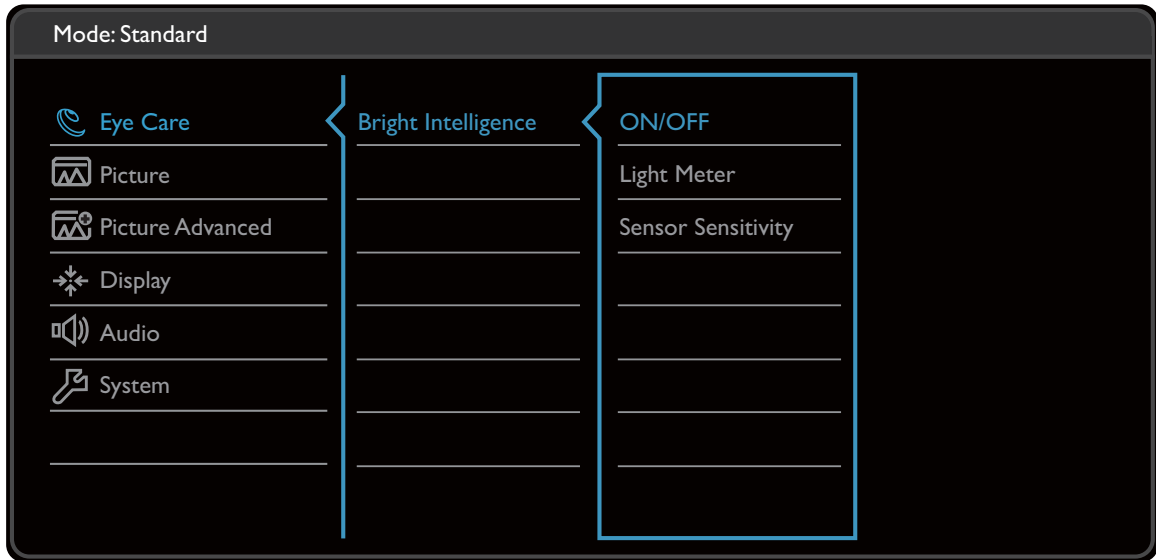 Mode: Standard
Eye Care
Bright Intelligence
ON/OFF
Picture
Light Meter
Picture Advanced
Sensor Sensitivity
Display
Audio
System